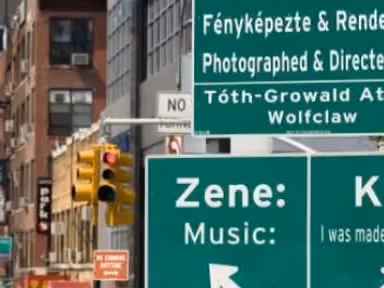 Fényképezte & Rende
Photographed & Directe
Tóth-Growald At
Wolfclaw
NO
Zene:
Music:
K
I was made